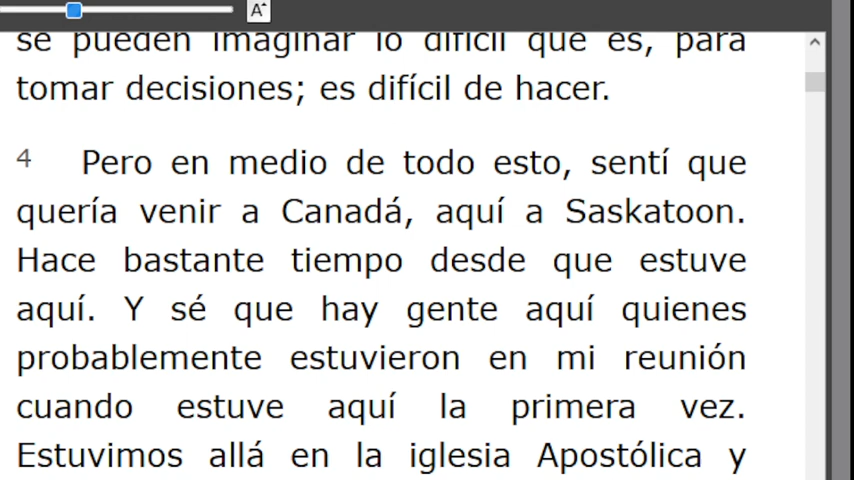 A
se pueden imaginar lo difícil que es, para
tomar decisiones; es difícil de hacer.
4 Pero en medio de todo esto, sentí que
quería venir a Canadá, aquí a Saskatoon.
Hace bastante tiempo desde que estuve
aquí. Y sé que hay gente aquí quienes
probablemente estuvieron en mi reunión
cuando estuve aquí la primera vez.
Estuvimos allá en la iglesia Apostólica y